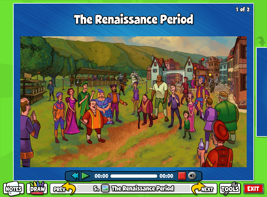 1 of 2
The Renaissance Period
00:00 00:00
NOTES DRAW PREV 5. The Renaissance Period NEXT TOOLS EXIT